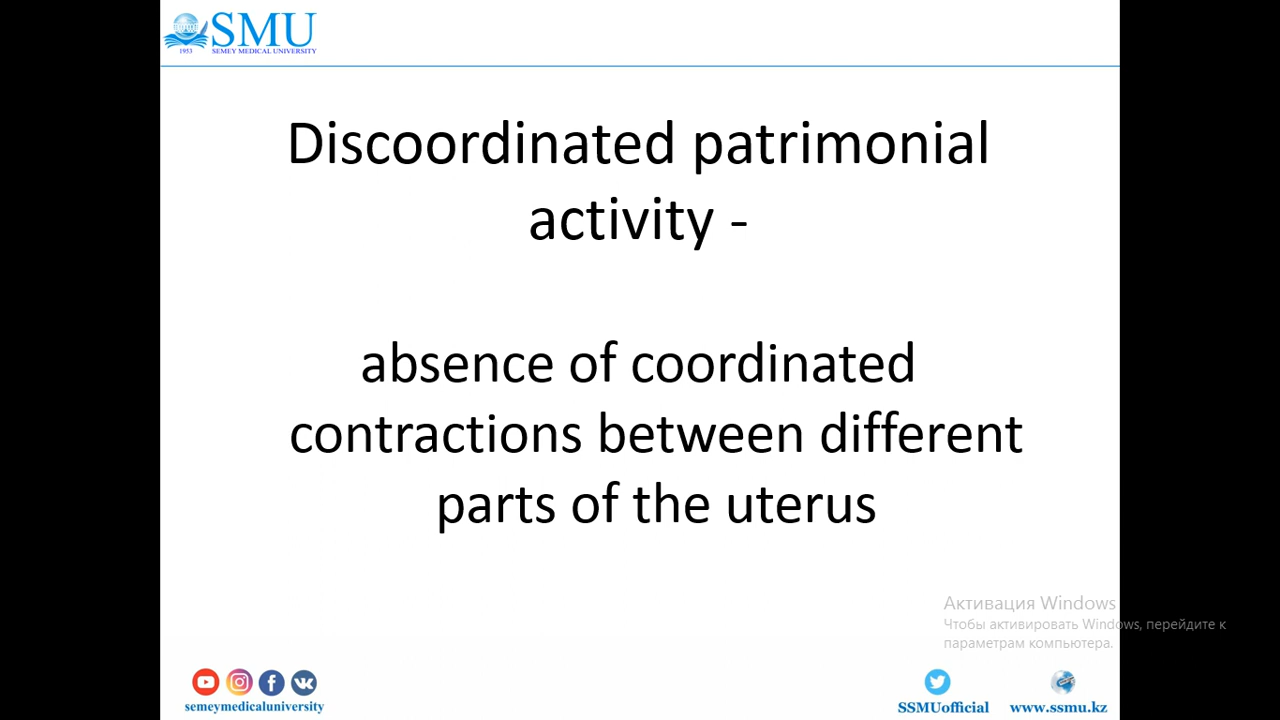 SMU
1953 SEMEY MEDICAL UNIVERSITY
Discoordinated patrimonial
activity -
absence of coordinated
contractions between different
parts of the uterus
Активация Windows
Чтобы активировать Windows, перейдите к
параметрам компьютера.
semeymedicaluniversity
SSMUofficial
www.ssmu.kz